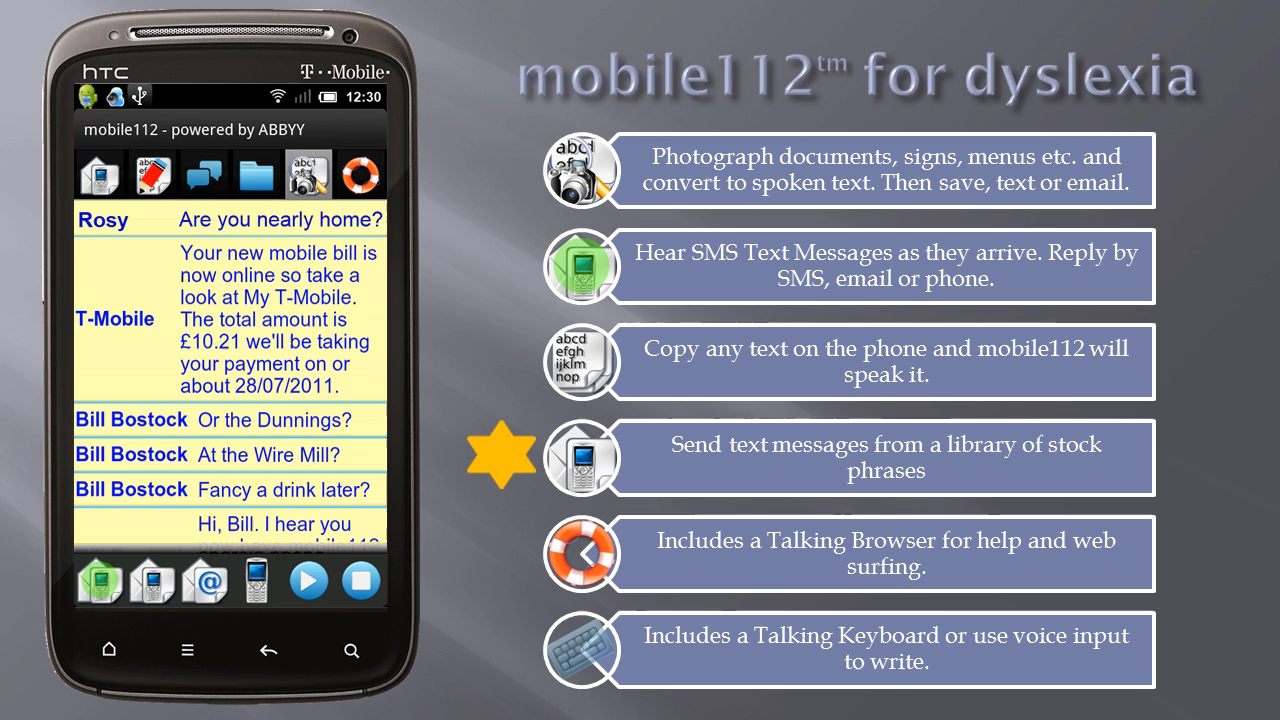 mobile112™ for dyslexia
hTC
T··Mobile·
12:30
mobile112 - powered by ABBYY
Rosy Are you nearly home?
Your new mobile bill is
now online so take a
look at My T-Mobile.
T-Mobile The total amount is
£10.21 we'll be taking
your payment on or
about 28/07/2011.
Bill Bostock Or the Dunnings?
Bill Bostock At the Wire Mill?
Bill Bostock Fancy a drink later?
Hi, Bill. I hear you
Photograph documents, signs, menus etc. and
convert to spoken text. Then save, text or email.
Hear SMS Text Messages as they arrive. Reply by
SMS, email or phone.
abcd
efgh
ijklm
nop
Copy any text on the phone and mobile112 will
speak it.
Send text messages from a library of stock
phrases
Includes a Talking Browser for help and web
surfing.
Includes a Talking Keyboard or use voice input
to write.